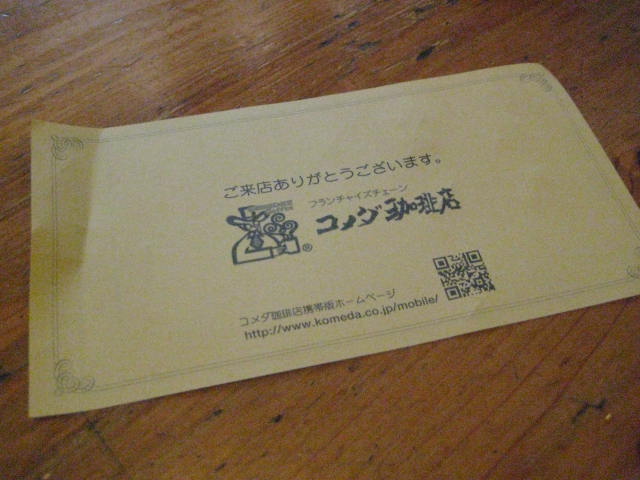 ご来店ありがとうございます。
フランチャイズチェーン
コメダ珈琲店
®
コメダ珈琲店携帯版ホームページ
http://www.komeda.co.jp/mobile/